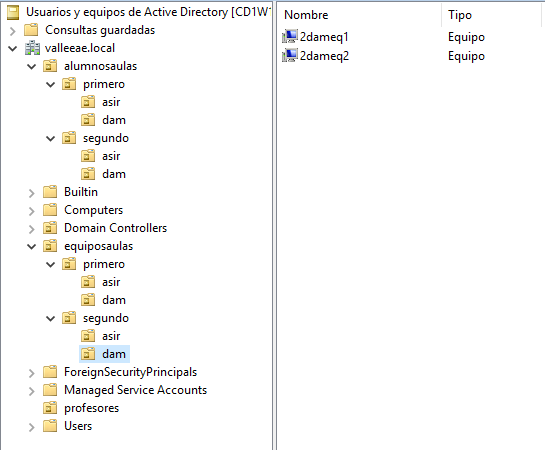 Usuarios y equipos de Active Directory [CD1W1
Consultas guardadas
valleeae.local
alumnosaulas
primero
asir
dam
segundo
asir
dam
Builtin
Computers
Domain Controllers
equiposaulas
primero
asir
dam
segundo
asir
dam
ForeignSecurityPrincipals
Managed Service Accounts
profesores
Users
Nombre Tipo
2dameq1 Equipo
2dameq2 Equipo